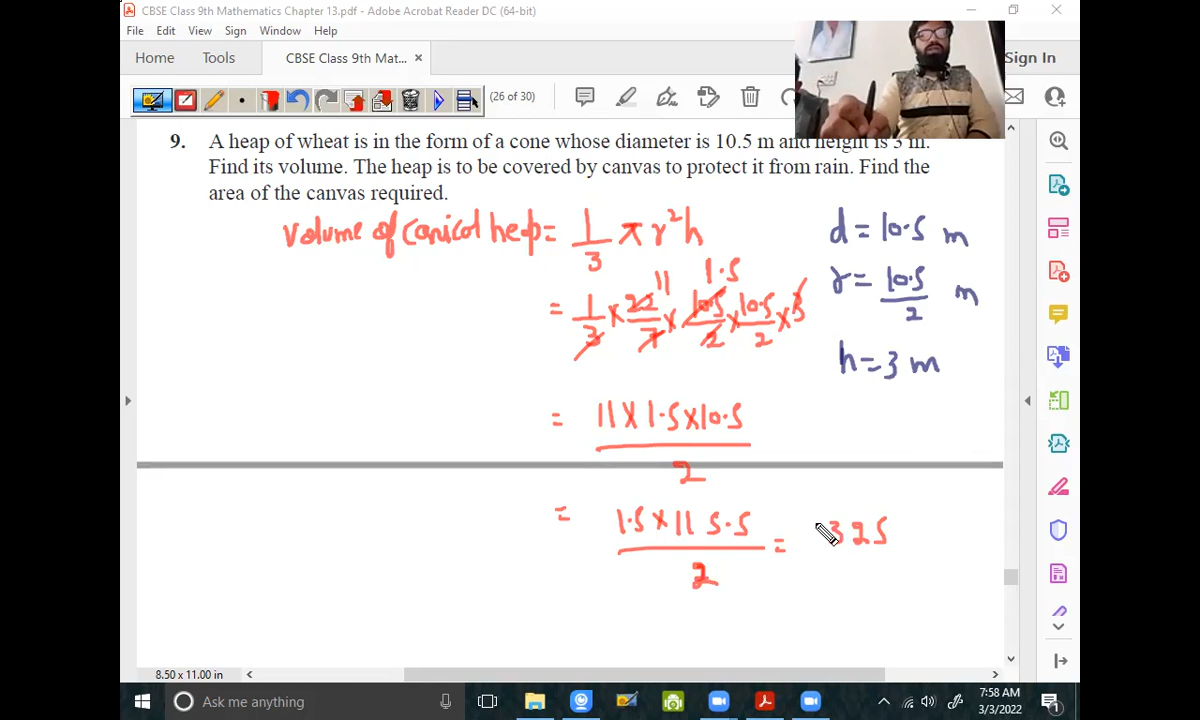 CBSE Class 9th Mathematics Chapter 13.pdf - Adobe Acrobat Reader DC (64-bit)
File Edit View Sign Window Help
Home Tools CBSE Class 9th Mat... × Sign In
(26 of 30)
9. A heap of wheat is in the form of a cone whose diameter is 10.5 m and height is 3 m.
Find its volume. The heap is to be covered by canvas to protect it from rain. Find the
area of the canvas required.
Volume of Conical heap = 1/3 π r²h
d = 10.5 m
r = 10.5/2 m
h = 3 m
= 1/3 × 22/7 × 10.5/2 × 10.5/2 × 3
11 1.5
= 11 × 1.5 × 10.5 / 2
= 1.5 × 115.5 / 2 = 325
8.50 x 11.00 in
Ask me anything
7:58 AM
3/3/2022
1